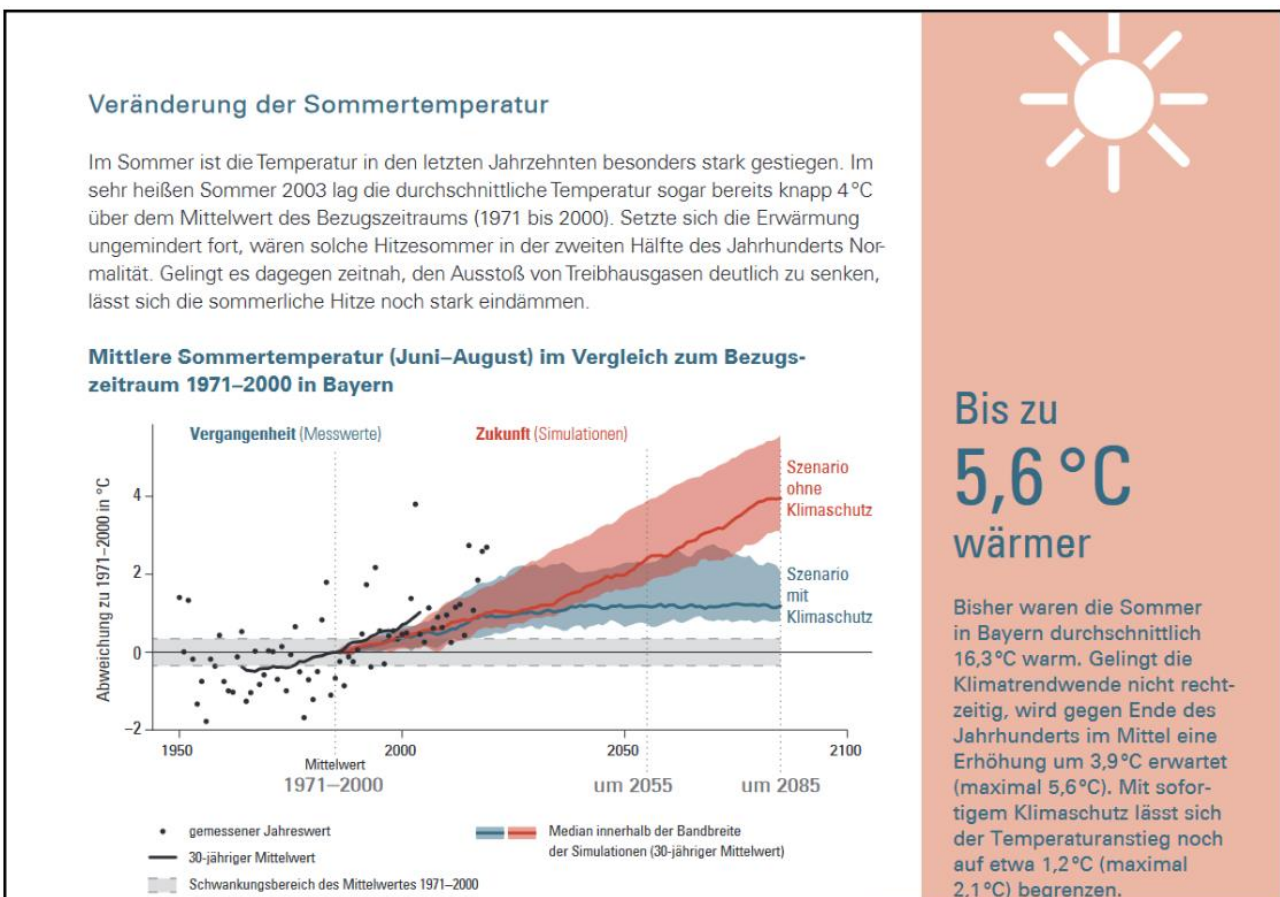 Veränderung der Sommertemperatur
Im Sommer ist die Temperatur in den letzten Jahrzehnten besonders stark gestiegen. Im
sehr heißen Sommer 2003 lag die durchschnittliche Temperatur sogar bereits knapp 4 °C
über dem Mittelwert des Bezugszeitraums (1971 bis 2000). Setzte sich die Erwärmung
ungemindert fort, wären solche Hitzesommer in der zweiten Hälfte des Jahrhunderts Nor-
malität. Gelingt es dagegen zeitnah, den Ausstoß von Treibhausgasen deutlich zu senken,
lässt sich die sommerliche Hitze noch stark eindämmen.
Mittlere Sommertemperatur (Juni–August) im Vergleich zum Bezugs-
zeitraum 1971–2000 in Bayern
Vergangenheit (Messwerte)
Zukunft (Simulationen)
Abweichung zu 1971–2000 in °C
4
2
0
–2
Szenario
ohne
Klimaschutz
Szenario
mit
Klimaschutz
1950
2000
2050
2100
Mittelwert
1971–2000
um 2055
um 2085
gemessener Jahreswert
30-jähriger Mittelwert
Schwankungsbereich des Mittelwertes 1971–2000
Median innerhalb der Bandbreite
der Simulationen (30-jähriger Mittelwert)
Bis zu
5,6 °C
wärmer
Bisher waren die Sommer
in Bayern durchschnittlich
16,3 °C warm. Gelingt die
Klimatrendwende nicht recht-
zeitig, wird gegen Ende des
Jahrhunderts im Mittel eine
Erhöhung um 3,9 °C erwartet
(maximal 5,6 °C). Mit sofor-
tigem Klimaschutz lässt sich
der Temperaturanstieg noch
auf etwa 1,2 °C (maximal
2,1 °C) begrenzen.